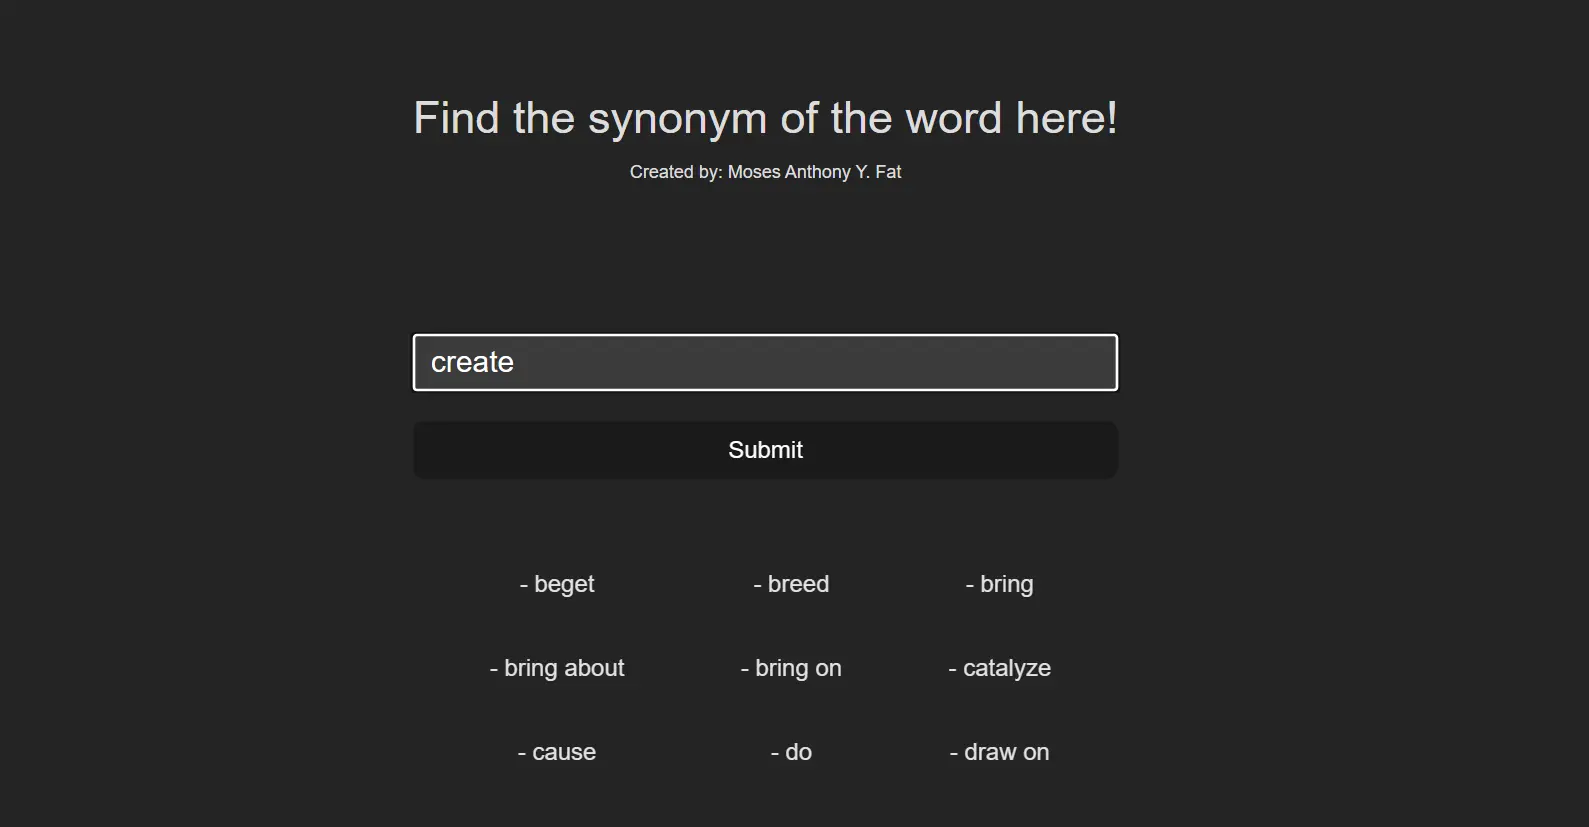 Find the synonym of the word here!
Created by: Moses Anthony Y. Fat
create
Submit
- beget - breed - bring
- bring about - bring on - catalyze
- cause - do - draw on